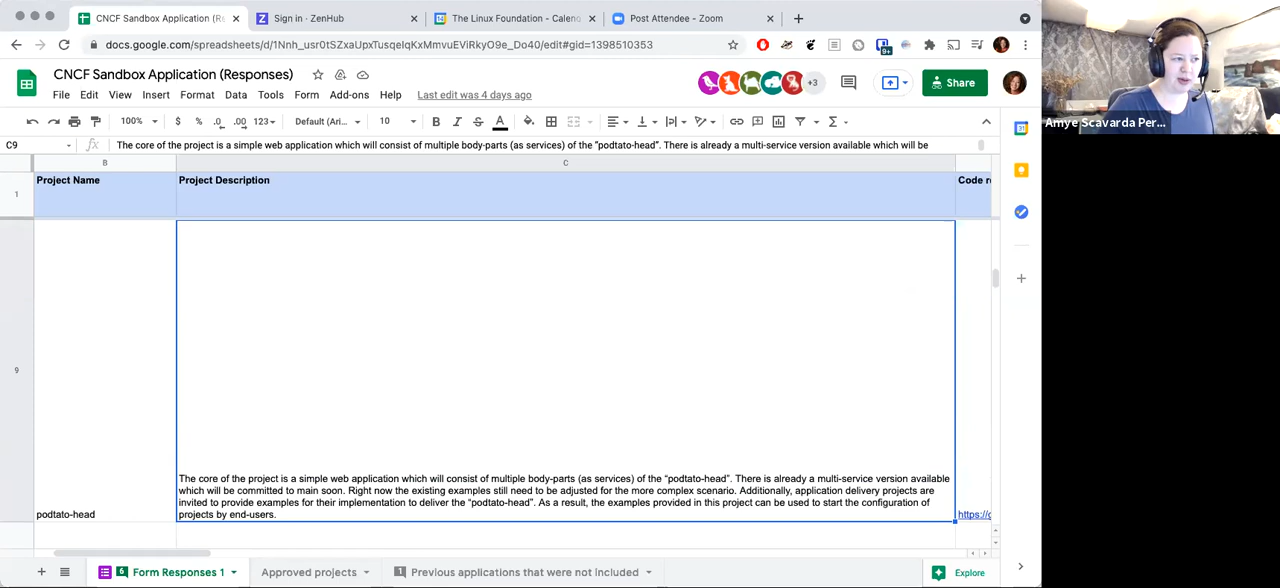 CNCF Sandbox Application (Re
Sign in · ZenHub
The Linux Foundation - Calend
Post Attendee - Zoom
docs.google.com/spreadsheets/d/1Nnh_usr0tSZxaUpxTusqeIqKxMmvuEViRkyO9e_Do40/edit#gid=1398510353
9+
CNCF Sandbox Application (Responses)
+3
Share
File Edit View Insert Format Data Tools Form Add-ons Help Last edit was 4 days ago
100% $ % .0 .00 123 Default (Ari... 10 B I S A
C9 fx The core of the project is a simple web application which will consist of multiple body-parts (as services) of the "podtato-head". There is already a multi-service version available which will be
B C
1 Project Name Project Description Code r
The core of the project is a simple web application which will consist of multiple body-parts (as services) of the "podtato-head". There is already a multi-service version available
which will be committed to main soon. Right now the existing examples still need to be adjusted for the more complex scenario. Additionally, application delivery projects are
invited to provide examples for their implementation to deliver the "podtato-head". As a result, the examples provided in this project can be used to start the configuration of
projects by end-users.
9
podtato-head
https://g
6 Form Responses 1 Approved projects 1 Previous applications that were not included
Explore
31
Amye Scavarda Per...